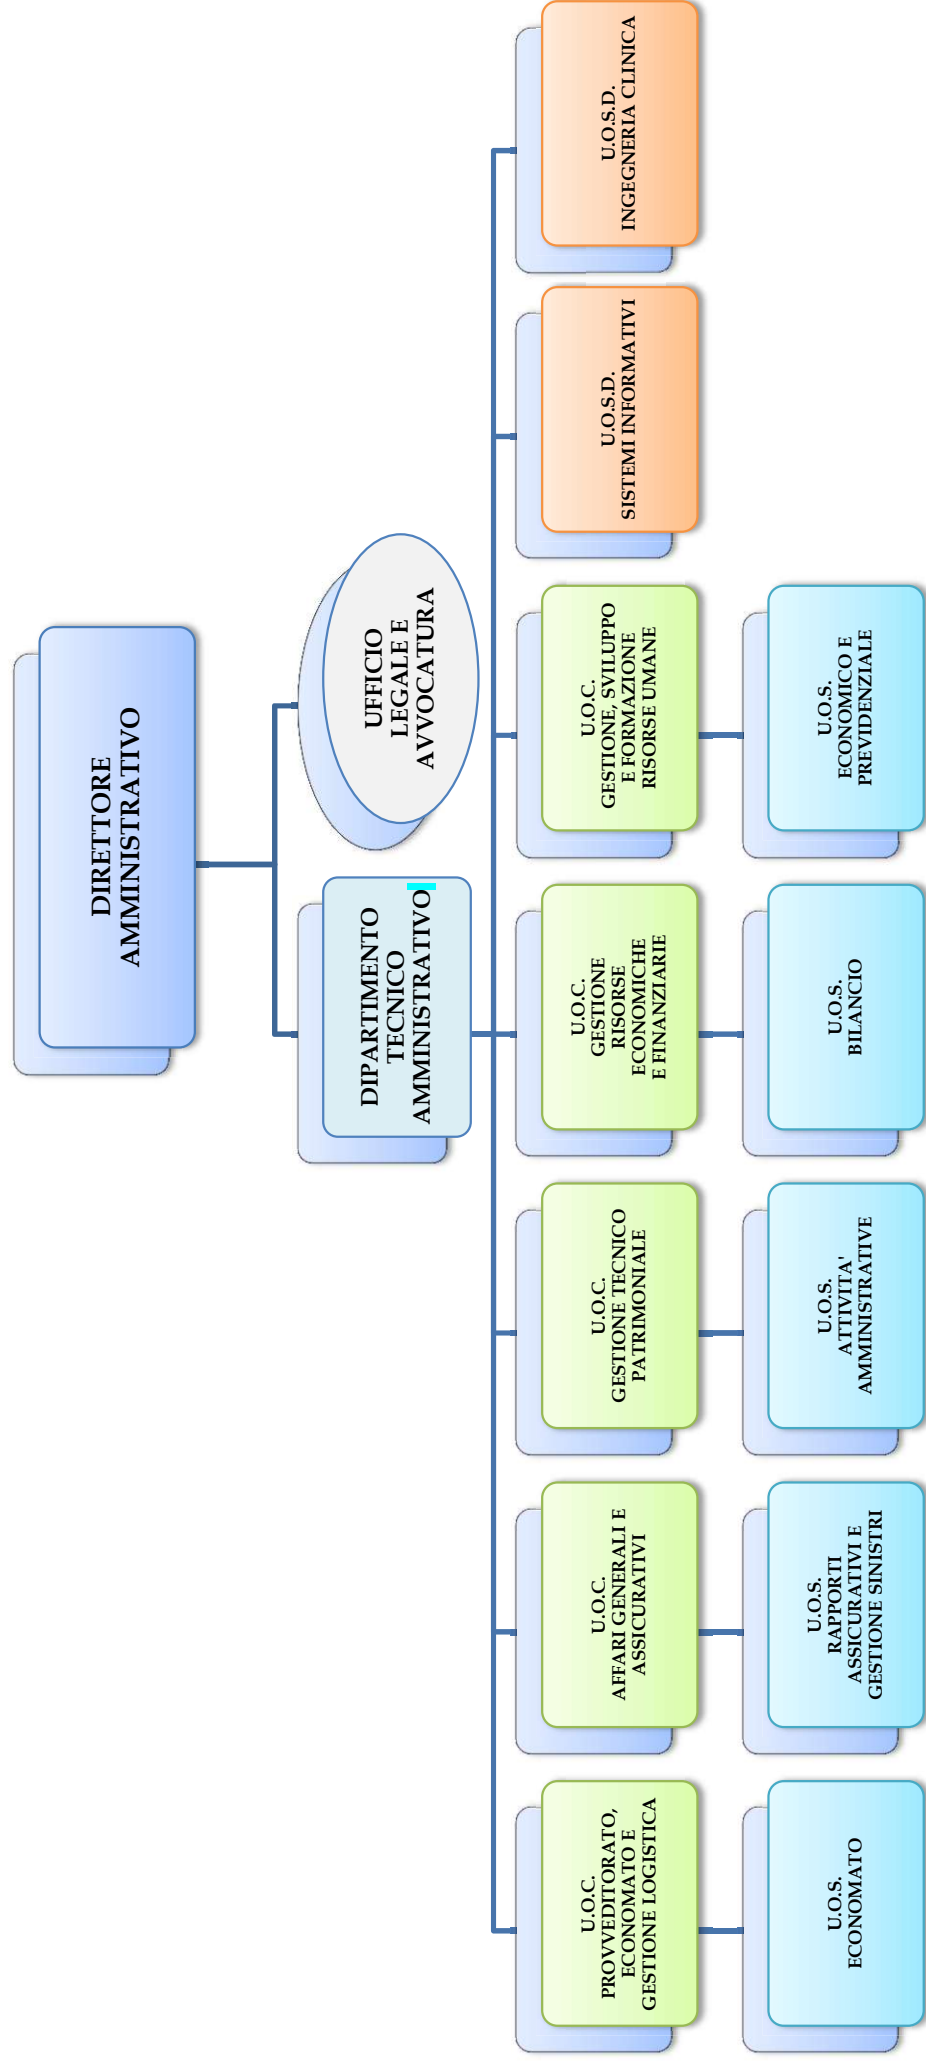 DIRETTORE
AMMINISTRATIVO
DIPARTIMENTO
TECNICO
AMMINISTRATIVO
UFFICIO
LEGALE E
AVVOCATURA
U.O.C.
PROVVEDITORATO,
ECONOMATO E
GESTIONE LOGISTICA
U.O.C.
AFFARI GENERALI E
ASSICURATIVI
U.O.C.
GESTIONE TECNICO
PATRIMONIALE
U.O.C.
GESTIONE
RISORSE
ECONOMICHE
E FINANZIARIE
U.O.C.
GESTIONE, SVILUPPO
E FORMAZIONE
RISORSE UMANE
U.O.S.D.
SISTEMI INFORMATIVI
U.O.S.D.
INGEGNERIA CLINICA
U.O.S.
ECONOMATO
U.O.S.
RAPPORTI
ASSICURATIVI E
GESTIONE SINISTRI
U.O.S.
ATTIVITA'
AMMINISTRATIVE
U.O.S.
BILANCIO
U.O.S.
ECONOMICO E
PREVIDENZIALE